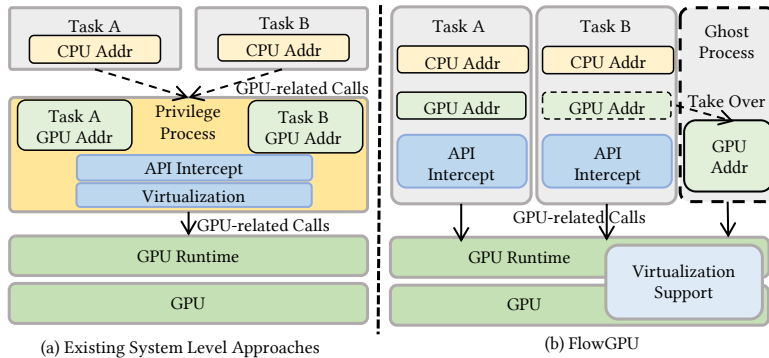 Task A
CPU Addr
Task B
CPU Addr
GPU-related Calls
Task A
GPU Addr
Privilege
Process
Task B
GPU Addr
API Intercept
Virtualization
GPU-related Calls
GPU Runtime
GPU
(a) Existing System Level Approaches
Task A
CPU Addr
GPU Addr
API
Intercept
Task B
CPU Addr
GPU Addr
API
Intercept
Ghost
Process
Take Over
GPU
Addr
GPU-related Calls
GPU Runtime
Virtualization
Support
GPU
(b) FlowGPU